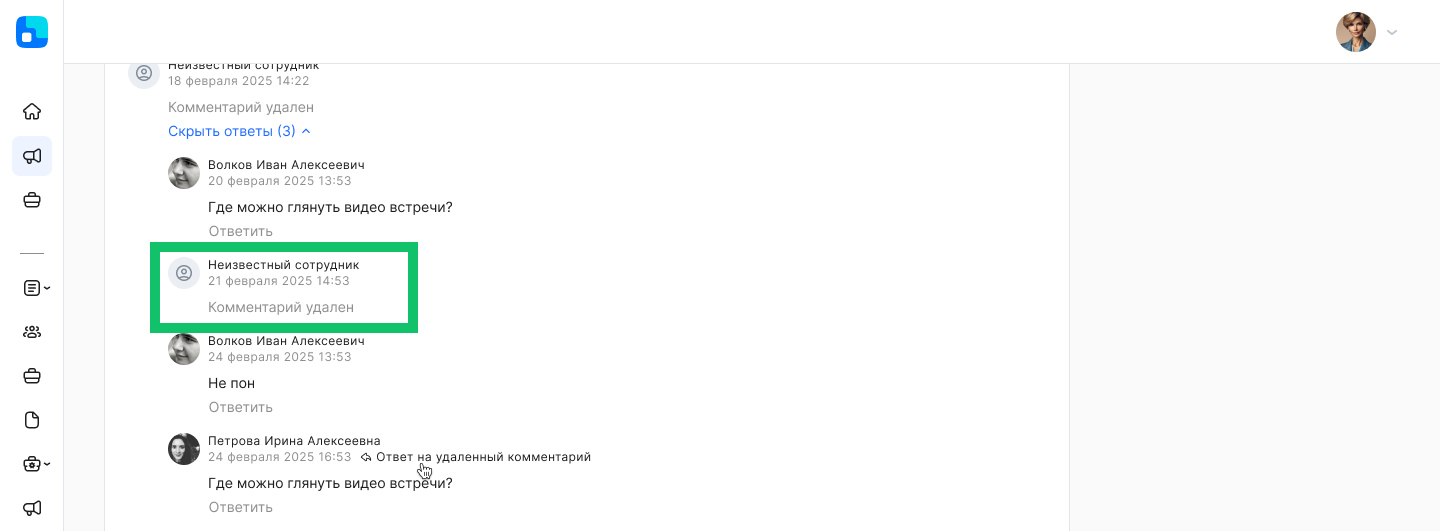 Неизвестный сотрудник
18 февраля 2025 14:22
Комментарий удален
Скрыть ответы (3)
Волков Иван Алексеевич
20 февраля 2025 13:53
Где можно глянуть видео встречи?
Ответить
Неизвестный сотрудник
21 февраля 2025 14:53
Комментарий удален
Волков Иван Алексеевич
24 февраля 2025 13:53
Не пон
Ответить
Петрова Ирина Алексеевна
24 февраля 2025 16:53 Ответ на удаленный комментарий
Где можно глянуть видео встречи?
Ответить